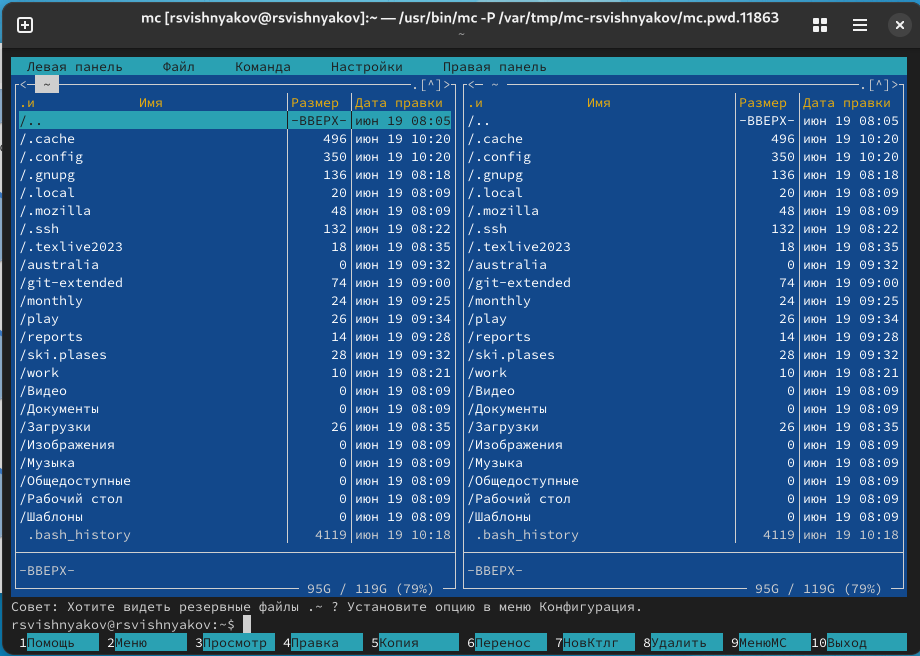 mc [rsvishnyakov@rsvishnyakov]:~ — /usr/bin/mc -P /var/tmp/mc-rsvishnyakov/mc.pwd.11863
~
Левая панель Файл Команда Настройки Правая панель
<─ ~ .[^]> <─ ~ .[^]>
.и Имя Размер Дата правки .и Имя Размер Дата правки
/.. -ВВЕРХ- июн 19 08:05 /.. -ВВЕРХ- июн 19 08:05
/.cache 496 июн 19 10:20 /.cache 496 июн 19 10:20
/.config 350 июн 19 10:20 /.config 350 июн 19 10:20
/.gnupg 136 июн 19 08:18 /.gnupg 136 июн 19 08:18
/.local 20 июн 19 08:09 /.local 20 июн 19 08:09
/.mozilla 48 июн 19 08:09 /.mozilla 48 июн 19 08:09
/.ssh 132 июн 19 08:22 /.ssh 132 июн 19 08:22
/.texlive2023 18 июн 19 08:35 /.texlive2023 18 июн 19 08:35
/australia 0 июн 19 09:32 /australia 0 июн 19 09:32
/git-extended 74 июн 19 09:00 /git-extended 74 июн 19 09:00
/monthly 24 июн 19 09:25 /monthly 24 июн 19 09:25
/play 26 июн 19 09:34 /play 26 июн 19 09:34
/reports 14 июн 19 09:28 /reports 14 июн 19 09:28
/ski.plases 28 июн 19 09:32 /ski.plases 28 июн 19 09:32
/work 10 июн 19 08:21 /work 10 июн 19 08:21
/Видео 0 июн 19 08:09 /Видео 0 июн 19 08:09
/Документы 0 июн 19 08:09 /Документы 0 июн 19 08:09
/Загрузки 26 июн 19 08:35 /Загрузки 26 июн 19 08:35
/Изображения 0 июн 19 08:09 /Изображения 0 июн 19 08:09
/Музыка 0 июн 19 08:09 /Музыка 0 июн 19 08:09
/Общедоступные 0 июн 19 08:09 /Общедоступные 0 июн 19 08:09
/Рабочий стол 0 июн 19 08:09 /Рабочий стол 0 июн 19 08:09
/Шаблоны 0 июн 19 08:09 /Шаблоны 0 июн 19 08:09
.bash_history 4119 июн 19 10:18 .bash_history 4119 июн 19 10:18
-ВВЕРХ- -ВВЕРХ-
95G / 119G (79%) 95G / 119G (79%)
Совет: Хотите видеть резервные файлы .~ ? Установите опцию в меню Конфигурация.
rsvishnyakov@rsvishnyakov:~$
1Помощь 2Меню 3Просмотр 4Правка 5Копия 6Перенос 7НовКтлг 8Удалить 9МенюМС 10Выход